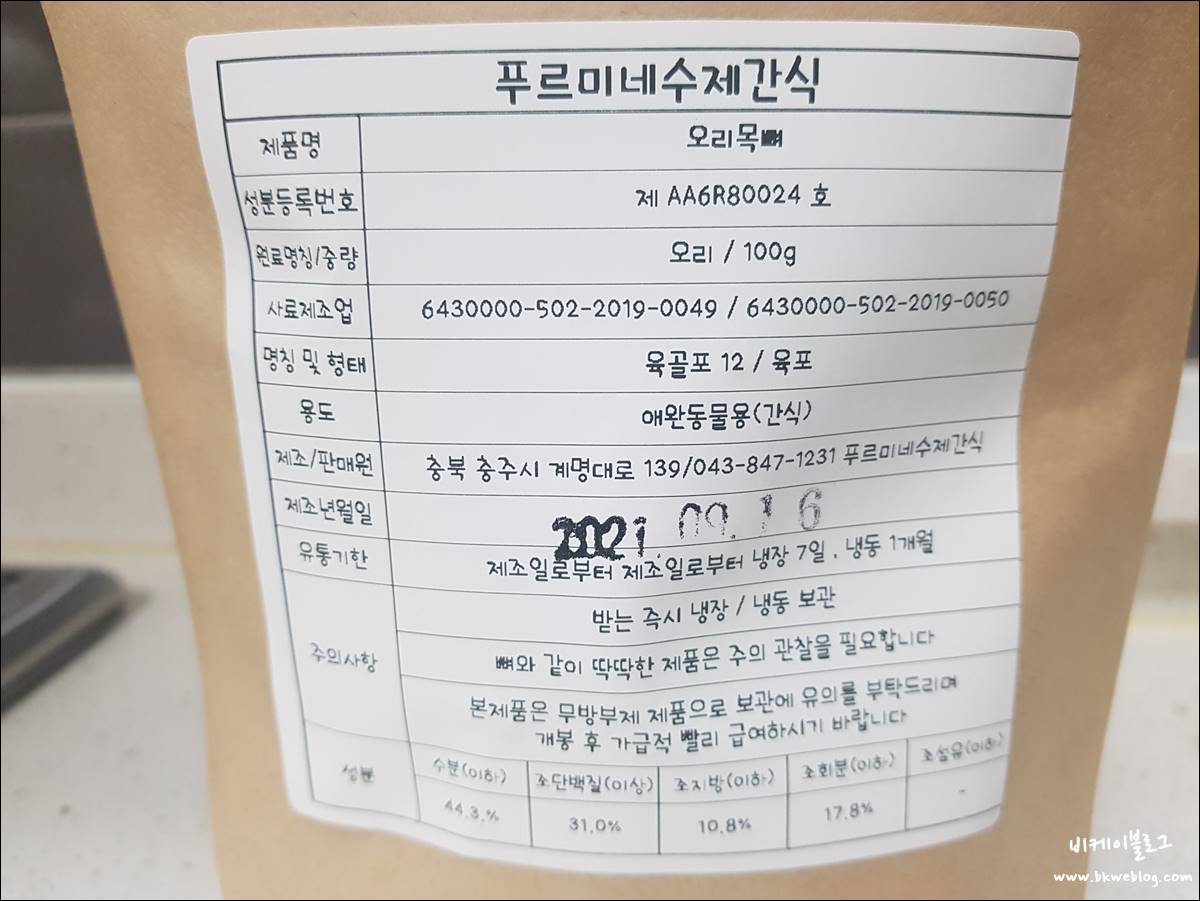 푸르미네수제간식
제품명 오리목뼈
성분등록번호 제 AA6R80024 호
원료명칭/중량 오리 / 100g
사료제조업 6430000-502-2019-0049 / 6430000-502-2019-0050
명칭 및 형태 육골포 12 / 육포
용도 애완동물용(간식)
제조/판매원 충북 충주시 계명대로 139/043-847-1231 푸르미네수제간식
제조년월일 2021. 09. 16
유통기한 제조일로부터 제조일로부터 냉장 7일 , 냉동 1개월
주의사항 받는 즉시 냉장 / 냉동 보관
뼈와 같이 딱딱한 제품은 주의 관찰을 필요합니다
본제품은 무방부제 제품으로 보관에 유의를 부탁드리며
개봉 후 가급적 빨리 급여하시기 바랍니다
성분 수분(이하) 조단백질(이상) 조지방(이하) 조회분(이하) 조섬유(이하)
44.3.% 31.0% 10.8% 17.8% -
비케이블로그
www.bkweblog.com